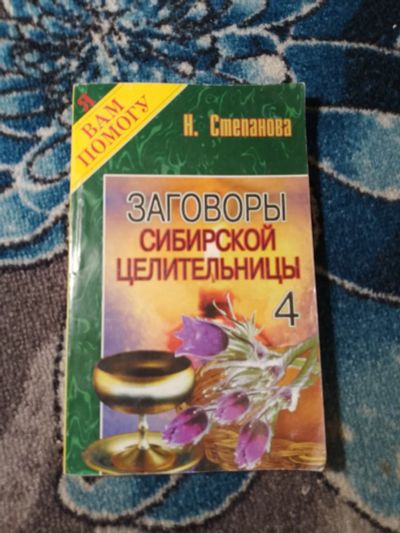 Я
ВАМ
ПОМОГУ
Н. Степанова
ЗАГОВОРЫ
СИБИРСКОЙ
ЦЕЛИТЕЛЬНИЦЫ
4